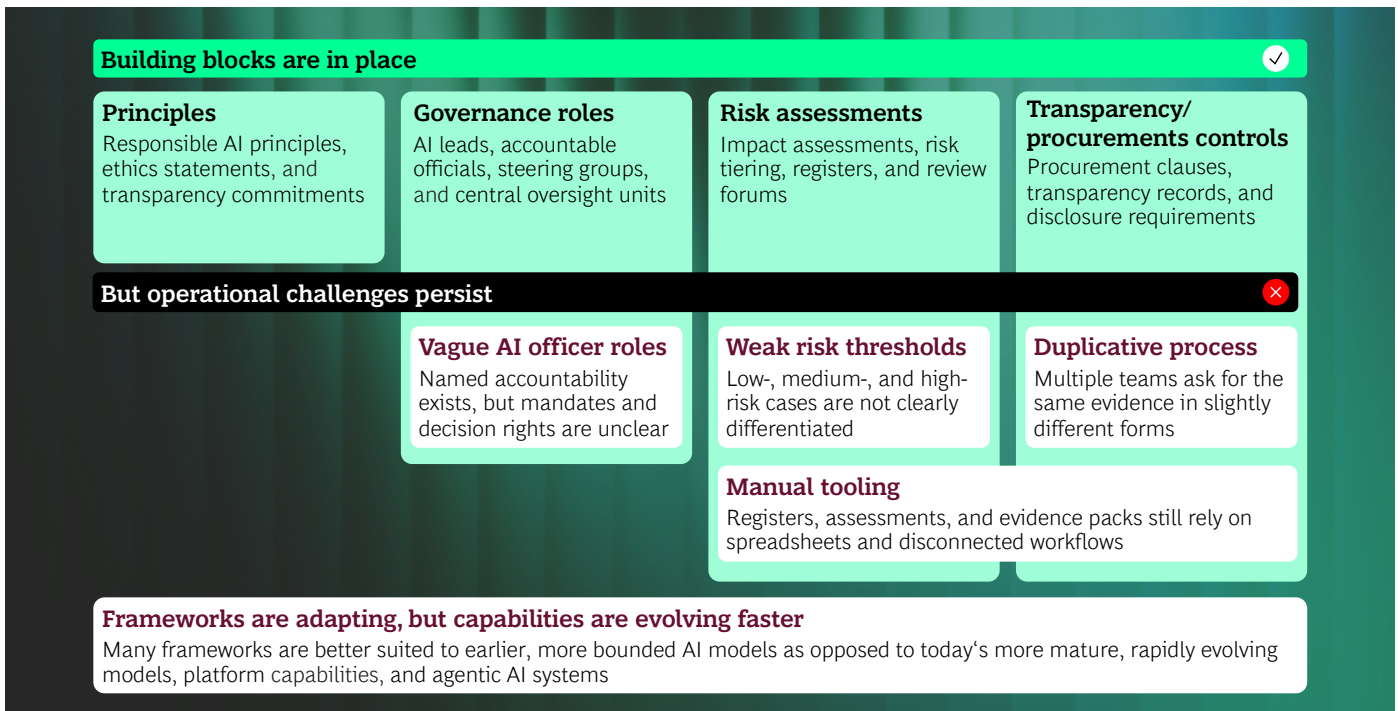 Building blocks are in place
Principles
Responsible AI principles,
ethics statements, and
transparency commitments
Governance roles
AI leads, accountable
officials, steering groups,
and central oversight units
Risk assessments
Impact assessments, risk
tiering, registers, and review
forums
Transparency/
procurements controls
Procurement clauses,
transparency records, and
disclosure requirements
But operational challenges persist
Vague AI officer roles
Named accountability
exists, but mandates and
decision rights are unclear
Weak risk thresholds
Low-, medium-, and high-
risk cases are not clearly
differentiated
Duplicative process
Multiple teams ask for the
same evidence in slightly
different forms
Manual tooling
Registers, assessments, and evidence packs still rely on
spreadsheets and disconnected workflows
Frameworks are adapting, but capabilities are evolving faster
Many frameworks are better suited to earlier, more bounded AI models as opposed to today‘s more mature, rapidly evolving
models, platform capabilities, and agentic AI systems